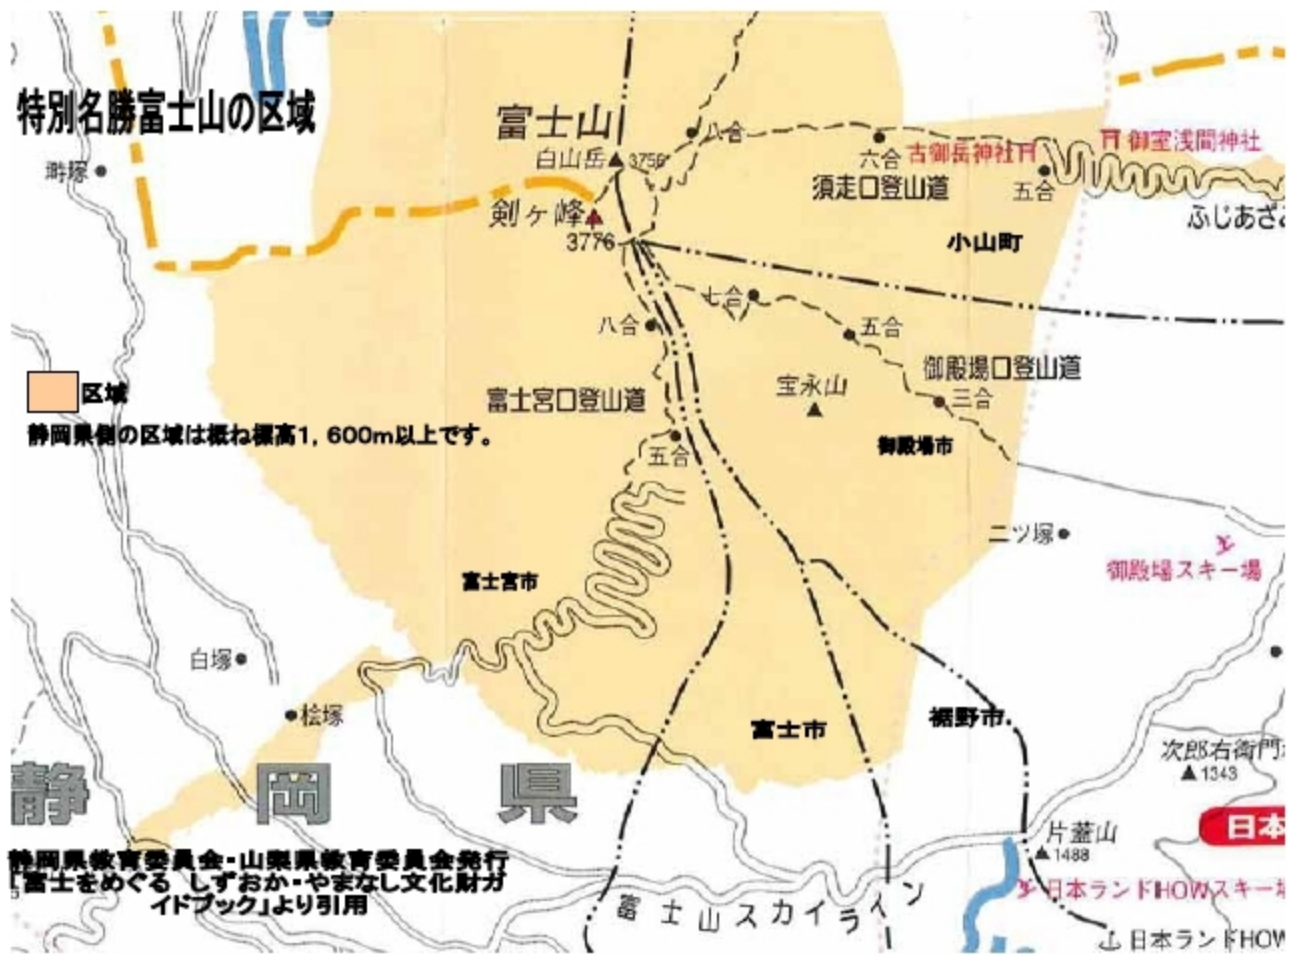 特別名勝富士山の区域
富士山
八合
白山岳 3756
六合
古御岳神社
御室浅間神社
塒塚
須走口登山道
五合
剣ヶ峰
3776
ふじあざみ
小山町
七合
八合
五合
区域
御殿場口登山道
宝永山
富士宮口登山道
三合
静岡県側の区域は概ね標高1,600m以上です。
御殿場市
五合
二ツ塚
御殿場スキー場
富士宮市
白塚
桧塚
富士市
裾野市
次郎右衛門
1343
静岡県
日本
片蓋山
1488
静岡県教育委員会・山梨県教育委員会発行
「富士をめぐる しずおか・やまなし文化財ガ
イドブック」より引用
日本ランドHOWスキー場
富士山スカイライン
日本ランドHOW